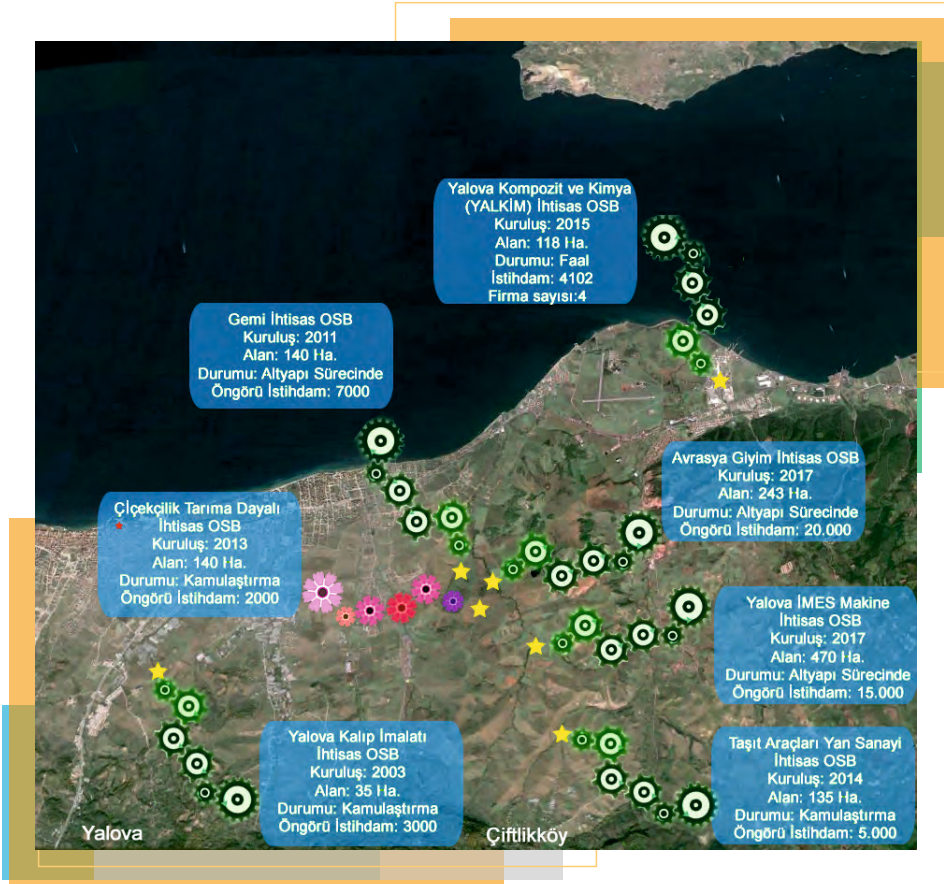 Yalova Kompozit ve Kimya
(YALKİM) İhtisas OSB
Kuruluş: 2015
Alan: 118 Ha.
Durumu: Faal
İstihdam: 4102
Firma sayısı:4
Gemi İhtisas OSB
Kuruluş: 2011
Alan: 140 Ha.
Durumu: Altyapı Sürecinde
Öngörü İstihdam: 7000
Avrasya Giyim İhtisas OSB
Kuruluş: 2017
Alan: 243 Ha.
Durumu: Altyapı Sürecinde
Öngörü İstihdam: 20.000
Çİçekçilik Tarıma Dayalı
İhtisas OSB
Kuruluş: 2013
Alan: 140 Ha.
Durumu: Kamulaştırma
Öngörü İstihdam: 2000
Yalova İMES Makine
İhtisas OSB
Kuruluş: 2017
Alan: 470 Ha.
Durumu: Altyapı Sürecinde
Öngörü İstihdam: 15.000
Yalova Kalıp İmalatı
İhtisas OSB
Kuruluş: 2003
Alan: 35 Ha.
Durumu: Kamulaştırma
Öngörü İstihdam: 3000
Taşıt Araçları Yan Sanayi
İhtisas OSB
Kuruluş: 2014
Alan: 135 Ha.
Durumu: Kamulaştırma
Öngörü İstihdam: 5.000
Yalova
Çiftlikköy